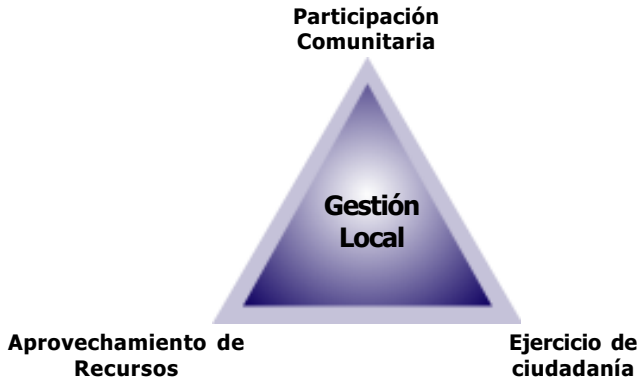 Participación
Comunitaria
Gestión
Local
Aprovechamiento de
Recursos
Ejercicio de
ciudadanía